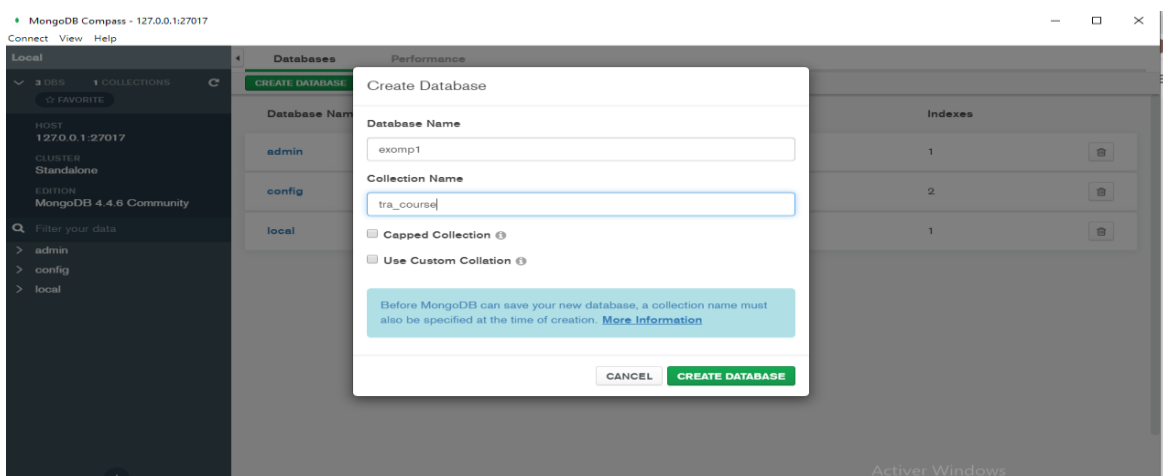 MongoDB Compass - 127.0.0.1:27017
Connect View Help
Local
3 DBS 1 COLLECTIONS
FAVORITE
HOST
127.0.0.1:27017
CLUSTER
Standalone
EDITION
MongoDB 4.4.6 Community
Filter your data
admin
config
local
Databases Performance
CREATE DATABASE
Database Nam
Indexes
admin 1
config 2
local 1
Create Database
Database Name
exomp1
Collection Name
tra_course
Capped Collection
Use Custom Collation
Before MongoDB can save your new database, a collection name must
also be specified at the time of creation. More Information
CANCEL CREATE DATABASE
Activer Windows